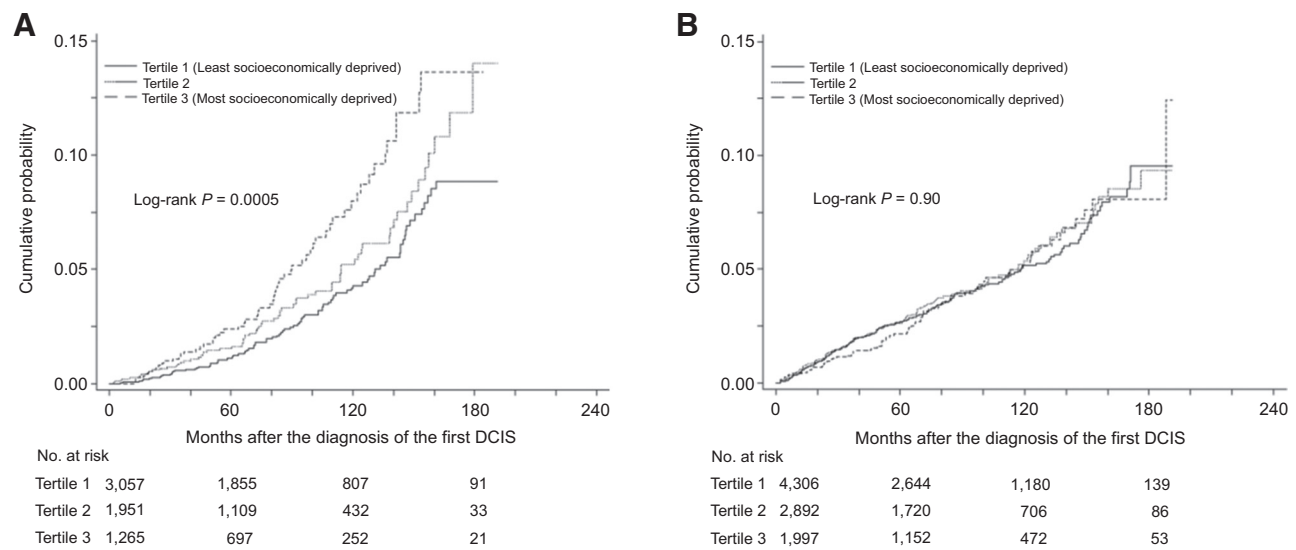 A
0.15
0.10
0.05
0.00
Cumulative probability
Tertile 1 (Least socioeconomically deprived)
Tertile 2
Tertile 3 (Most socioeconomically deprived)
Log-rank P = 0.0005
0 60 120 180 240
Months after the diagnosis of the first DCIS
No. at risk
Tertile 1 3,057 1,855 807 91
Tertile 2 1,951 1,109 432 33
Tertile 3 1,265 697 252 21
B
0.15
0.10
0.05
0.00
Cumulative probability
Tertile 1 (Least socioeconomically deprived)
Tertile 2
Tertile 3 (Most socioeconomically deprived)
Log-rank P = 0.90
0 60 120 180 240
Months after the diagnosis of the first DCIS
No. at risk
Tertile 1 4,306 2,644 1,180 139
Tertile 2 2,892 1,720 706 86
Tertile 3 1,997 1,152 472 53